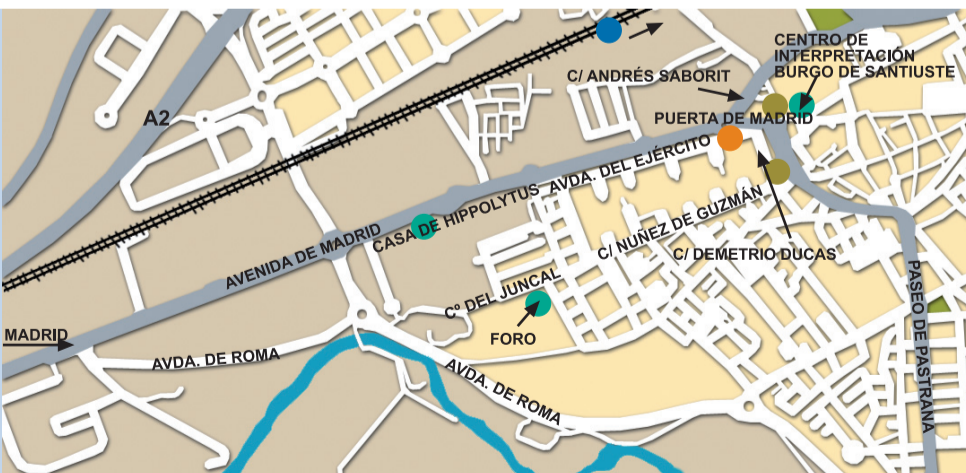 CENTRO DE
INTERPRETACIÓN
BURGO DE SANTIUSTE
C/ ANDRÉS SABORIT
A2
PUERTA DE MADRID
AVDA. DEL EJÉRCITO
CASA DE HIPPOLYTUS
C/ NUÑEZ DE GUZMÁN
AVENIDA DE MADRID
C/ DEMETRIO DUCAS
Cº DEL JUNCAL
PASEO DE PASTRANA
MADRID
FORO
AVDA. DE ROMA
AVDA. DE ROMA